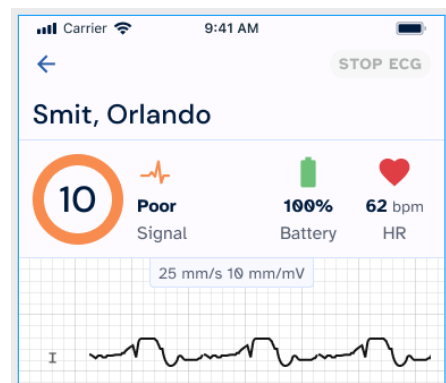 Carrier 9:41 AM
STOP ECG
Smit, Orlando
10
Poor 100% 62 bpm
Signal Battery HR
25 mm/s 10 mm/mV
I